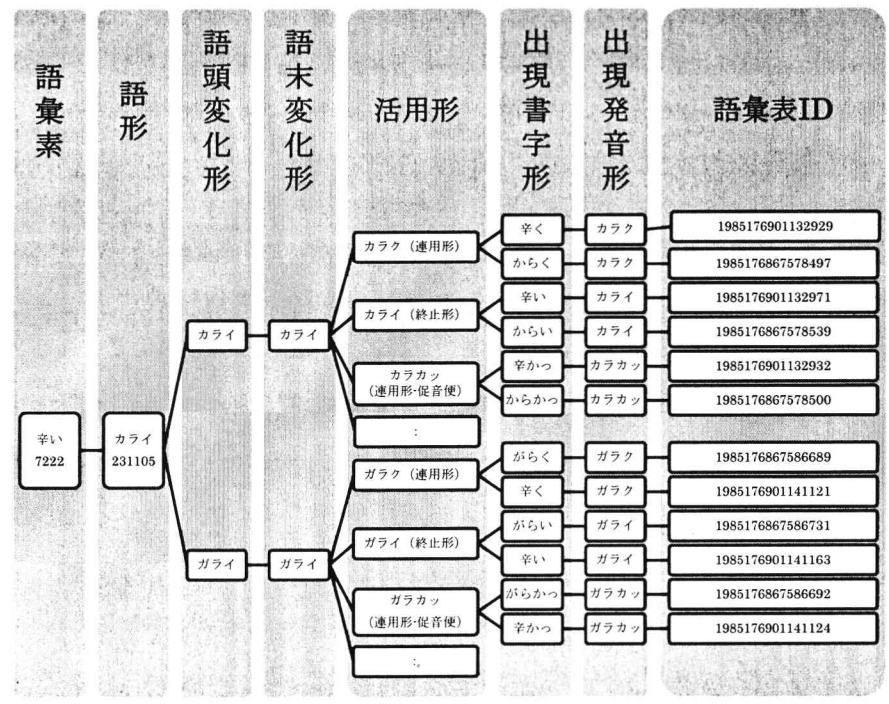 語彙素
語形
語頭変化形
語末変化形
活用形
出現書字形
出現発音形
語彙表ID
辛い
7222
カライ
231105
カライ
カライ
カラク（連用形）
辛く
カラク
1985176901132929
からく
カラク
1985176867578497
カライ（終止形）
辛い
カライ
1985176901132971
からい
カライ
1985176867578539
カラカッ
（連用形-促音便）
辛かっ
カラカッ
1985176901132932
からかっ
カラカッ
1985176867578500
：
ガライ
ガライ
ガラク（連用形）
がらく
ガラク
1985176867586689
辛く
ガラク
1985176901141121
ガライ（終止形）
がらい
ガライ
1985176867586731
辛い
ガライ
1985176901141163
ガラカッ
（連用形-促音便）
がらかっ
ガラカッ
1985176867586692
辛かっ
ガラカッ
1985176901141124
：。